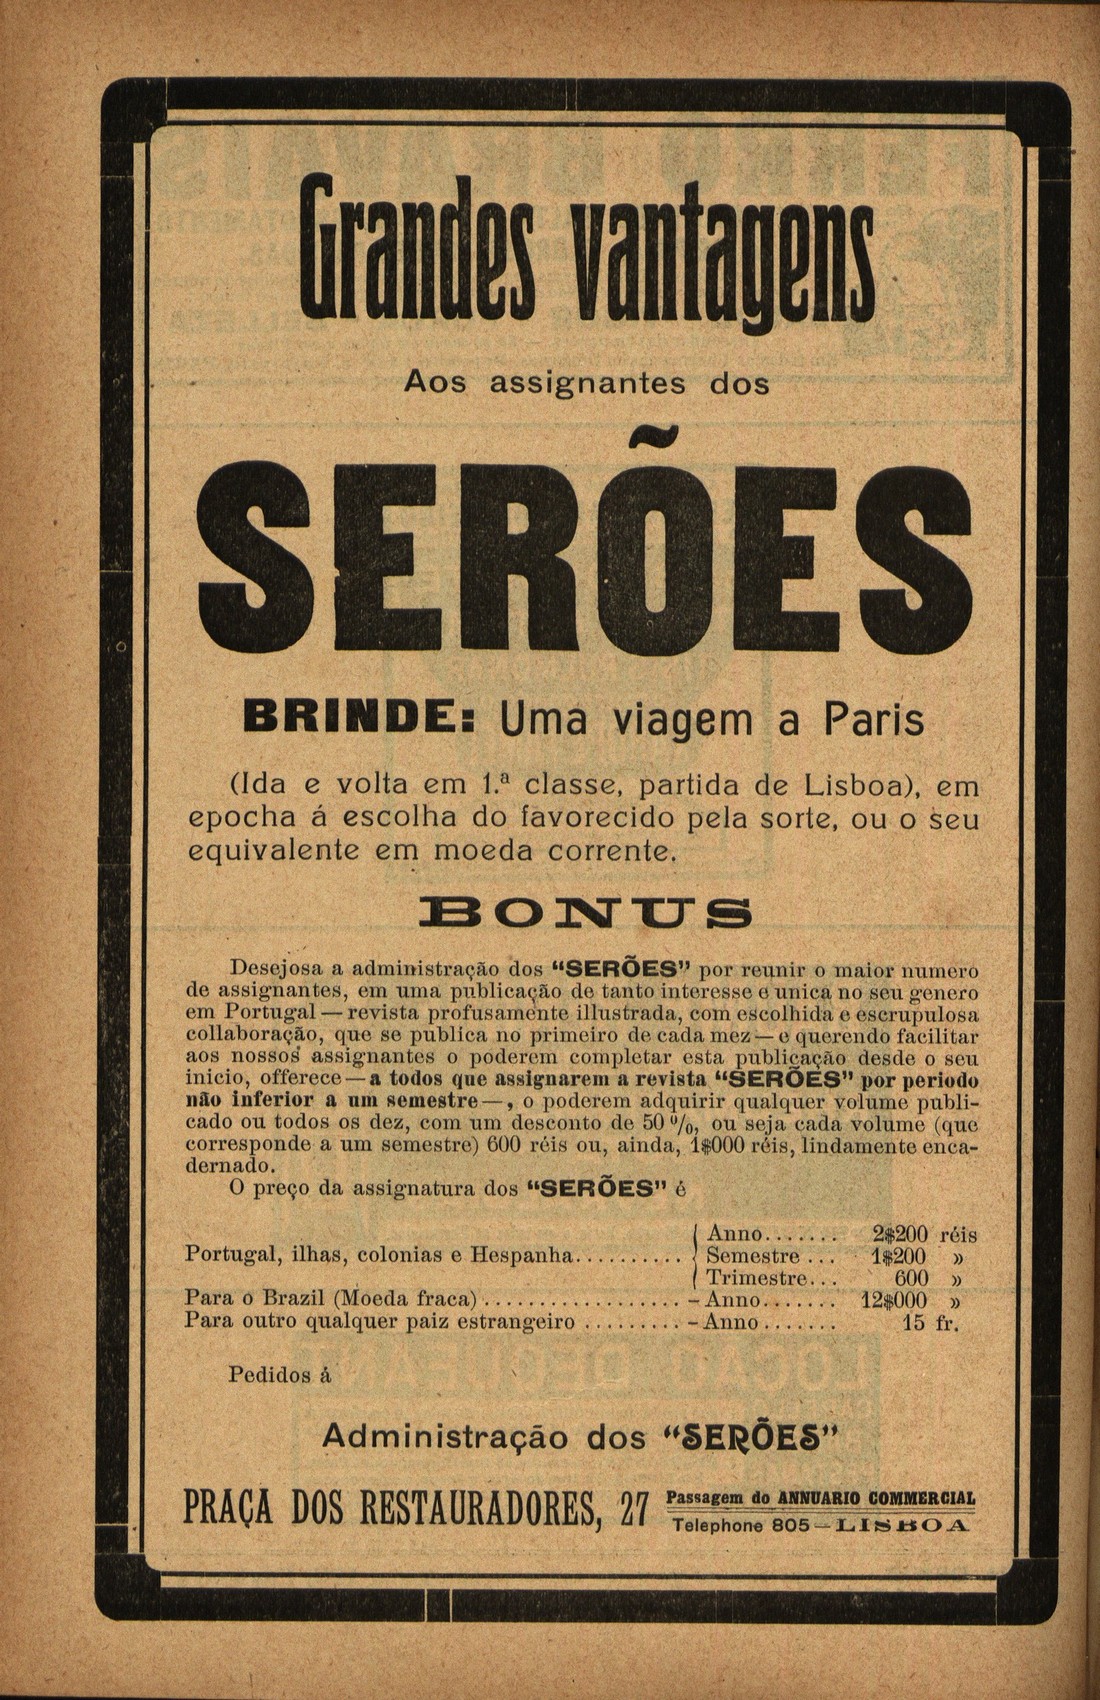 Grandes vantagens
Aos assignantes dos
SERÕES
BRINDE: Uma viagem a Paris
(Ida e volta em 1.ª classe, partida de Lisboa), em
epocha á escolha do favorecido pela sorte, ou o seu
equivalente em moeda corrente.
BONUS
Desejosa a administração dos “SERÕES” por reunir o maior numero
de assignantes, em uma publicação de tanto interesse e unica no seu genero
em Portugal — revista profusamente illustrada, com escolhida e escrupulosa
collaboração, que se publica no primeiro de cada mez — e querendo facilitar
aos nossos assignantes o poderem completar esta publicação desde o seu
inicio, offerece — a todos que assignarem a revista “SERÕES” por periodo
não inferior a um semestre —, o poderem adquirir qualquer volume publi-
cado ou todos os dez, com um desconto de 50 %, ou seja cada volume (que
corresponde a um semestre) 600 réis ou, ainda, 1$000 réis, lindamente enca-
dernado.
O preço da assignatura dos “SERÕES” é
Anno....... 2$200 réis
Portugal, ilhas, colonias e Hespanha.......... Semestre ... 1$200 »
Trimestre... 600 »
Para o Brazil (Moeda fraca).................. – Anno....... 12$000 »
Para outro qualquer paiz estrangeiro ......... – Anno....... 15 fr.
Pedidos á
Administração dos “SERÕES”
PRAÇA DOS RESTAURADORES, 27 Passagem do ANNUARIO COMMERCIAL
Telephone 805 — LISBOA